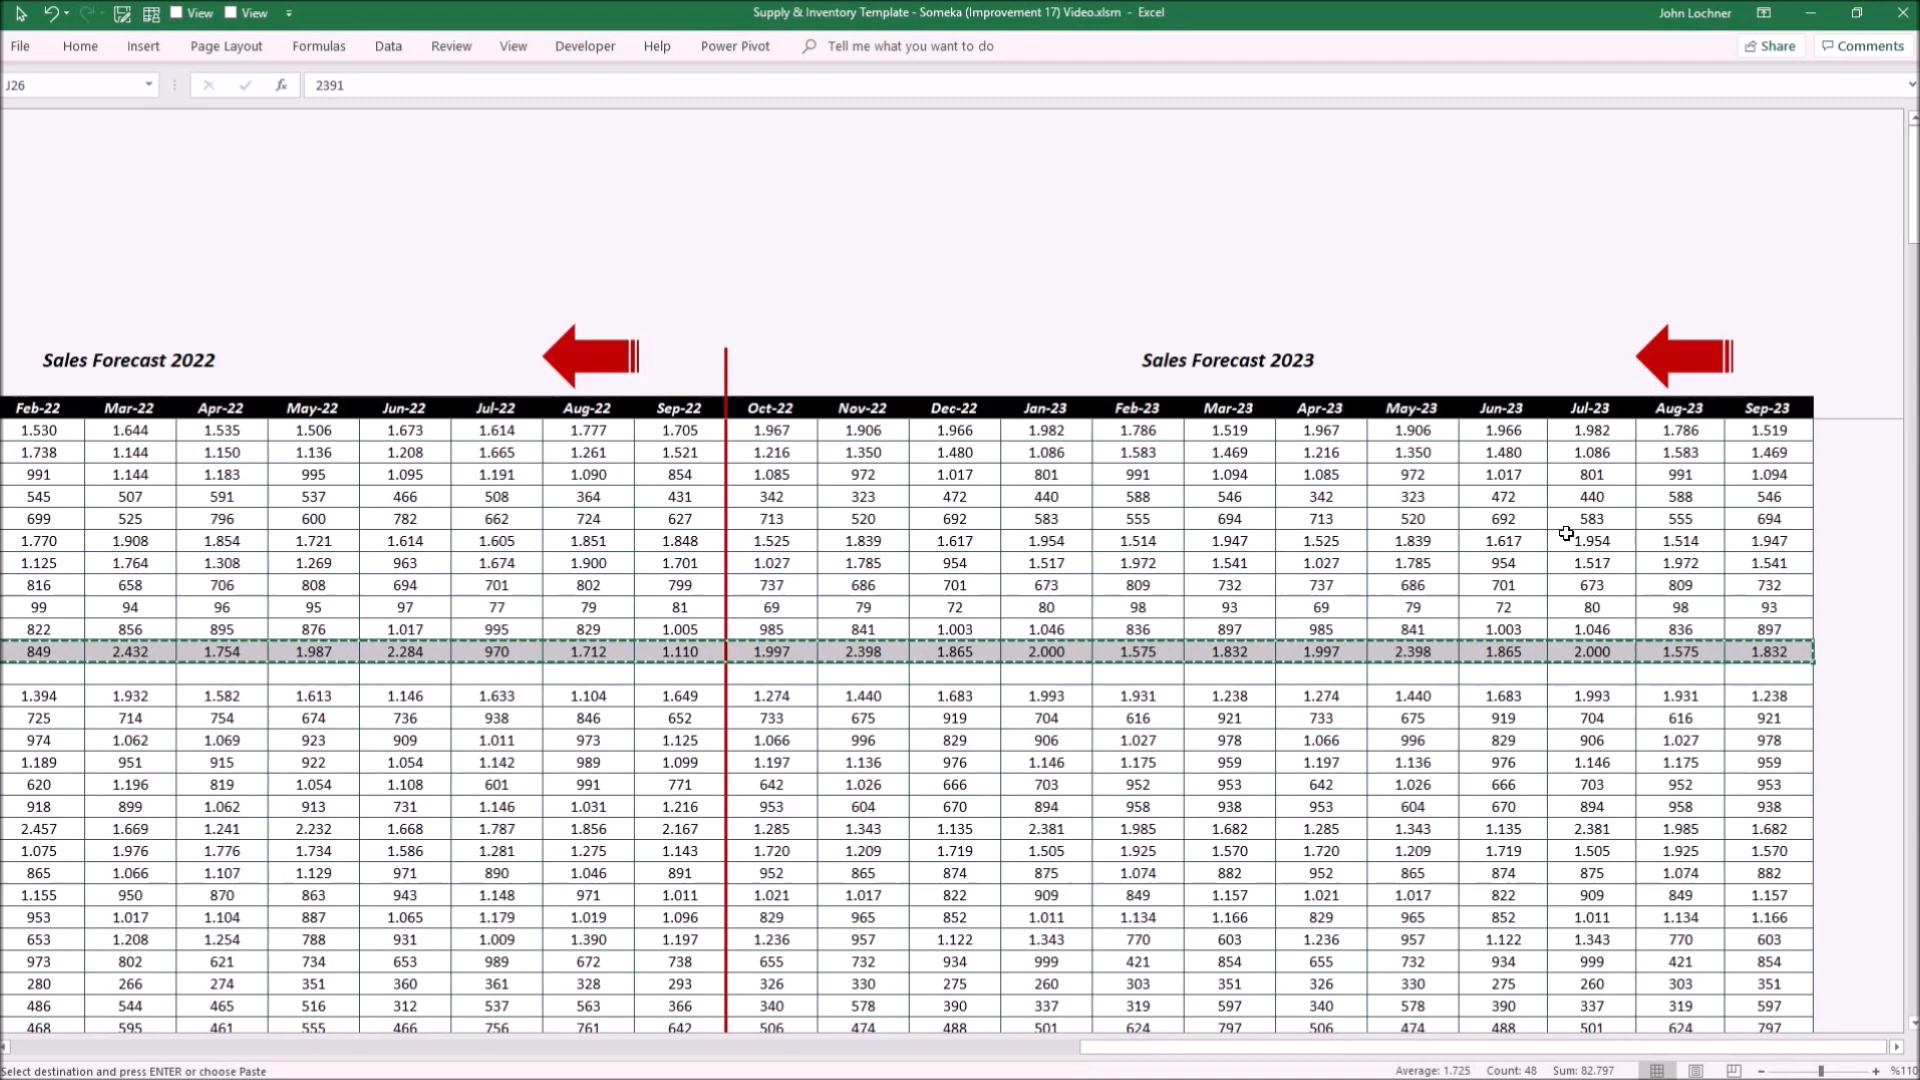 View View Supply & Inventory Template - Someka (Improvement 17) Video.xlsm - Excel John Lochner
File Home Insert Page Layout Formulas Data Review View Developer Help Power Pivot Tell me what you want to do Share Comments
J26 fx 2391
Sales Forecast 2022 Sales Forecast 2023
Feb-22 Mar-22 Apr-22 May-22 Jun-22 Jul-22 Aug-22 Sep-22 Oct-22 Nov-22 Dec-22 Jan-23 Feb-23 Mar-23 Apr-23 May-23 Jun-23 Jul-23 Aug-23 Sep-23
1.530 1.644 1.535 1.506 1.673 1.614 1.777 1.705 1.967 1.906 1.966 1.982 1.786 1.519 1.967 1.906 1.966 1.982 1.786 1.519
1.738 1.144 1.150 1.136 1.208 1.665 1.261 1.521 1.216 1.350 1.480 1.086 1.583 1.469 1.216 1.350 1.480 1.086 1.583 1.469
991 1.144 1.183 995 1.095 1.191 1.090 854 1.085 972 1.017 801 991 1.094 1.085 972 1.017 801 991 1.094
545 507 591 537 466 508 364 431 342 323 472 440 588 546 342 323 472 440 588 546
699 525 796 600 782 662 724 627 713 520 692 583 555 694 713 520 692 583 555 694
1.770 1.908 1.854 1.721 1.614 1.605 1.851 1.848 1.525 1.839 1.617 1.954 1.514 1.947 1.525 1.839 1.617 1.954 1.514 1.947
1.125 1.764 1.308 1.269 963 1.674 1.900 1.701 1.027 1.785 954 1.517 1.972 1.541 1.027 1.785 954 1.517 1.972 1.541
816 658 706 808 694 701 802 799 737 686 701 673 809 732 737 686 701 673 809 732
99 94 96 95 97 77 79 81 69 79 72 80 98 93 69 79 72 80 98 93
822 856 895 876 1.017 995 829 1.005 985 841 1.003 1.046 836 897 985 841 1.003 1.046 836 897
849 2.432 1.754 1.987 2.284 970 1.712 1.110 1.997 2.398 1.865 2.000 1.575 1.832 1.997 2.398 1.865 2.000 1.575 1.832
1.394 1.932 1.582 1.613 1.146 1.633 1.104 1.649 1.274 1.440 1.683 1.993 1.931 1.238 1.274 1.440 1.683 1.993 1.931 1.238
725 714 754 674 736 938 846 652 733 675 919 704 616 921 733 675 919 704 616 921
974 1.062 1.069 923 909 1.011 973 1.125 1.066 996 829 906 1.027 978 1.066 996 829 906 1.027 978
1.189 951 915 922 1.054 1.142 989 1.099 1.197 1.136 976 1.146 1.175 959 1.197 1.136 976 1.146 1.175 959
620 1.196 819 1.054 1.108 601 991 771 642 1.026 666 703 952 953 642 1.026 666 703 952 953
918 899 1.062 913 731 1.146 1.031 1.216 953 604 670 894 958 938 953 604 670 894 958 938
2.457 1.669 1.241 2.232 1.668 1.787 1.856 2.167 1.285 1.343 1.135 2.381 1.985 1.682 1.285 1.343 1.135 2.381 1.985 1.682
1.075 1.976 1.776 1.734 1.586 1.281 1.275 1.143 1.720 1.209 1.719 1.505 1.925 1.570 1.720 1.209 1.719 1.505 1.925 1.570
865 1.066 1.107 1.129 971 890 1.046 891 952 865 874 875 1.074 882 952 865 874 875 1.074 882
1.155 950 870 863 943 1.148 971 1.011 1.021 1.017 822 909 849 1.157 1.021 1.017 822 909 849 1.157
953 1.017 1.104 887 1.065 1.179 1.019 1.096 829 965 852 1.011 1.134 1.166 829 965 852 1.011 1.134 1.166
653 1.208 1.254 788 931 1.009 1.390 1.197 1.236 957 1.122 1.343 770 603 1.236 957 1.122 1.343 770 603
973 802 621 734 653 989 672 738 655 732 934 999 421 854 655 732 934 999 421 854
280 266 274 351 360 361 328 293 326 330 275 260 303 351 326 330 275 260 303 351
486 544 465 516 312 537 563 366 340 578 390 337 319 597 340 578 390 337 319 597
468 595 461 555 466 756 761 642 506 474 488 501 624 797 506 474 488 501 624 797
Select destination and press ENTER or choose Paste Average: 1.725 Count: 48 Sum: 82.797 %110